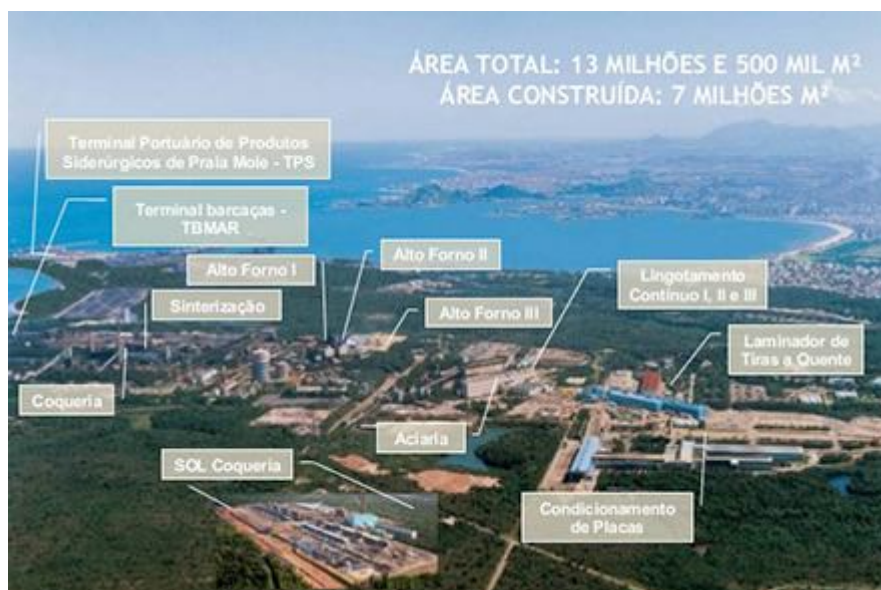 ÁREA TOTAL: 13 MILHÕES E 500 MIL M²
ÁREA CONSTRUÍDA: 7 MILHÕES M²
Terminal Portuário de Produtos
Siderúrgicos de Praia Mole - TPS
Terminal barcaças -
TBMAR
Alto Forno I
Alto Forno II
Lingotamento
Contínuo I, II e III
Sinterização
Alto Forno III
Laminador de
Tiras a Quente
Coqueria
Aciaria
SOL Coqueria
Condicionamento
de Placas